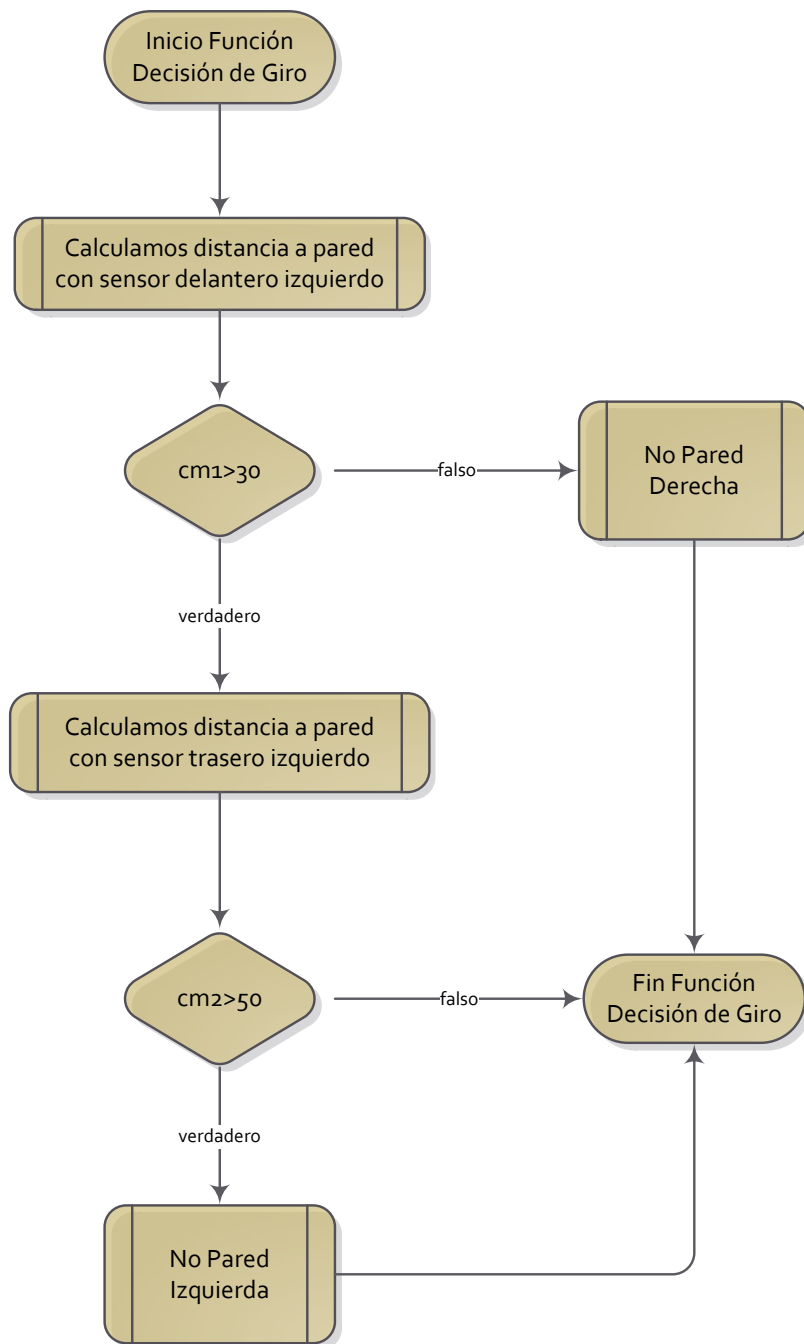 Inicio Función
Decisión de Giro
Calculamos distancia a pared
con sensor delantero izquierdo
cm1>30
falso
No Pared
Derecha
verdadero
Calculamos distancia a pared
con sensor trasero izquierdo
cm2>50
falso
Fin Función
Decisión de Giro
verdadero
No Pared
Izquierda